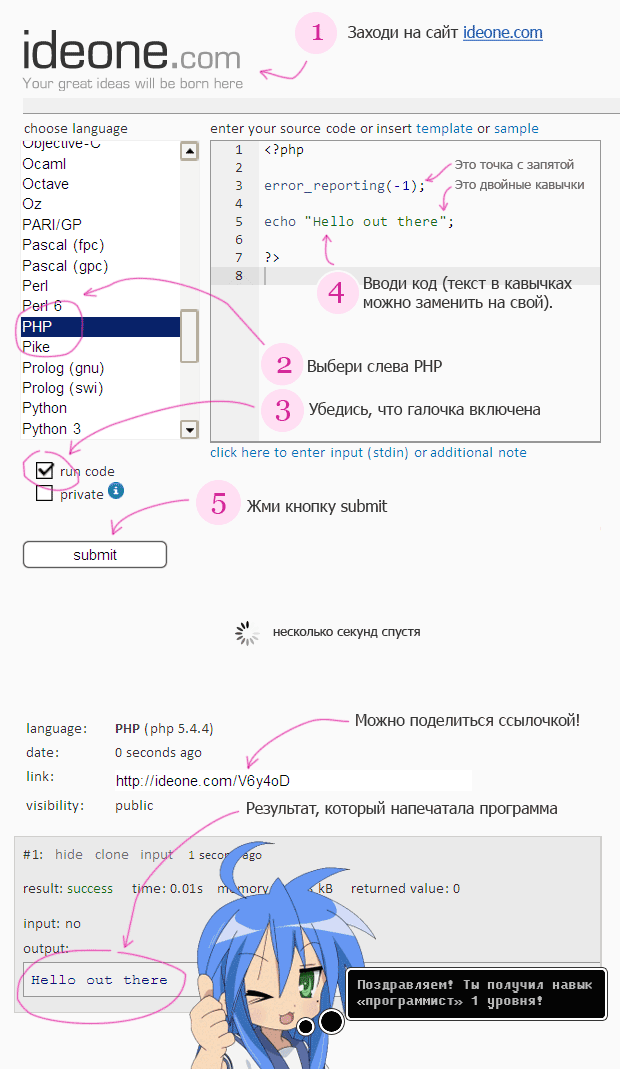 ideone.com
Your great ideas will be born here
1 Заходи на сайт ideone.com
choose language
Objective-C
Ocaml
Octave
Oz
PARI/GP
Pascal (fpc)
Pascal (gpc)
Perl
Perl 6
PHP
Pike
Prolog (gnu)
Prolog (swi)
Python
Python 3
enter your source code or insert template or sample
1 <?php
2
3 error_reporting(-1);
4
5 echo "Hello out there";
6
7 ?>
8
Это точка с запятой
Это двойные кавычки
4 Вводи код (текст в кавычках
можно заменить на свой).
2 Выбери слева PHP
3 Убедись, что галочка включена
click here to enter input (stdin) or additional note
run code
private i
5 Жми кнопку submit
submit
несколько секунд спустя
Можно поделиться ссылочкой!
language: PHP (php 5.4.4)
date: 0 seconds ago
link: http://ideone.com/V6y4oD
visibility: public
Результат, который напечатала программа
#1: hide clone input 1 second ago
result: success time: 0.01s memory kB returned value: 0
input: no
output:
Hello out there
Поздравляем! Ты получил навык
«программист» 1 уровня!